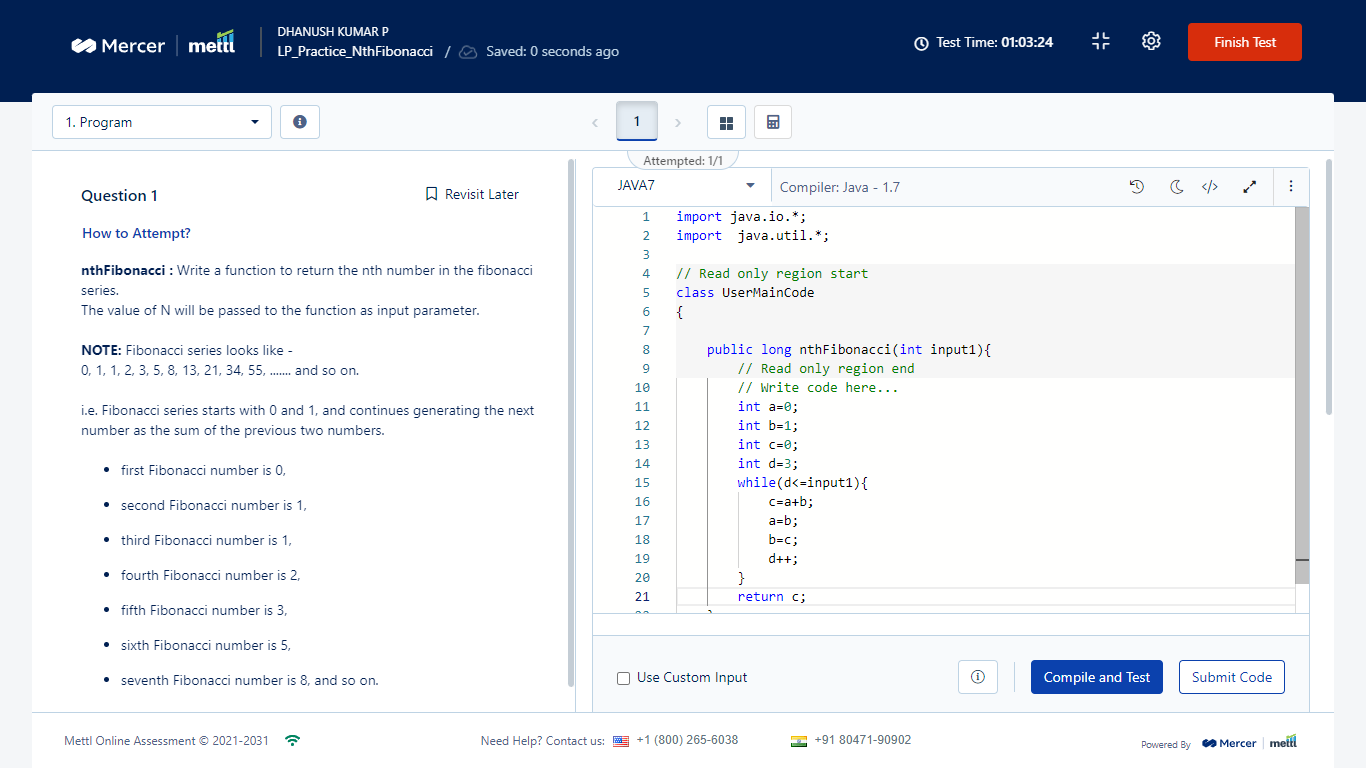 Mercer | mettl
DHANUSH KUMAR P
LP_Practice_NthFibonacci / Saved: 0 seconds ago
Test Time: 01:03:24
Finish Test
1. Program
1
Attempted: 1/1
Question 1
Revisit Later
How to Attempt?
nthFibonacci : Write a function to return the nth number in the fibonacci
series.
The value of N will be passed to the function as input parameter.
NOTE: Fibonacci series looks like -
0, 1, 1, 2, 3, 5, 8, 13, 21, 34, 55, ....... and so on.
i.e. Fibonacci series starts with 0 and 1, and continues generating the next
number as the sum of the previous two numbers.
• first Fibonacci number is 0,
• second Fibonacci number is 1,
• third Fibonacci number is 1,
• fourth Fibonacci number is 2,
• fifth Fibonacci number is 3,
• sixth Fibonacci number is 5,
• seventh Fibonacci number is 8, and so on.
JAVA7
Compiler: Java - 1.7
1 import java.io.*;
2 import  java.util.*;
3
4 // Read only region start
5 class UserMainCode
6 {
7
8     public long nthFibonacci(int input1){
9         // Read only region end
10         // Write code here...
11         int a=0;
12         int b=1;
13         int c=0;
14         int d=3;
15         while(d<=input1){
16             c=a+b;
17             a=b;
18             b=c;
19             d++;
20         }
21         return c;
Use Custom Input
Compile and Test
Submit Code
Mettl Online Assessment © 2021-2031
Need Help? Contact us: +1 (800) 265-6038
+91 80471-90902
Powered By Mercer | mettl